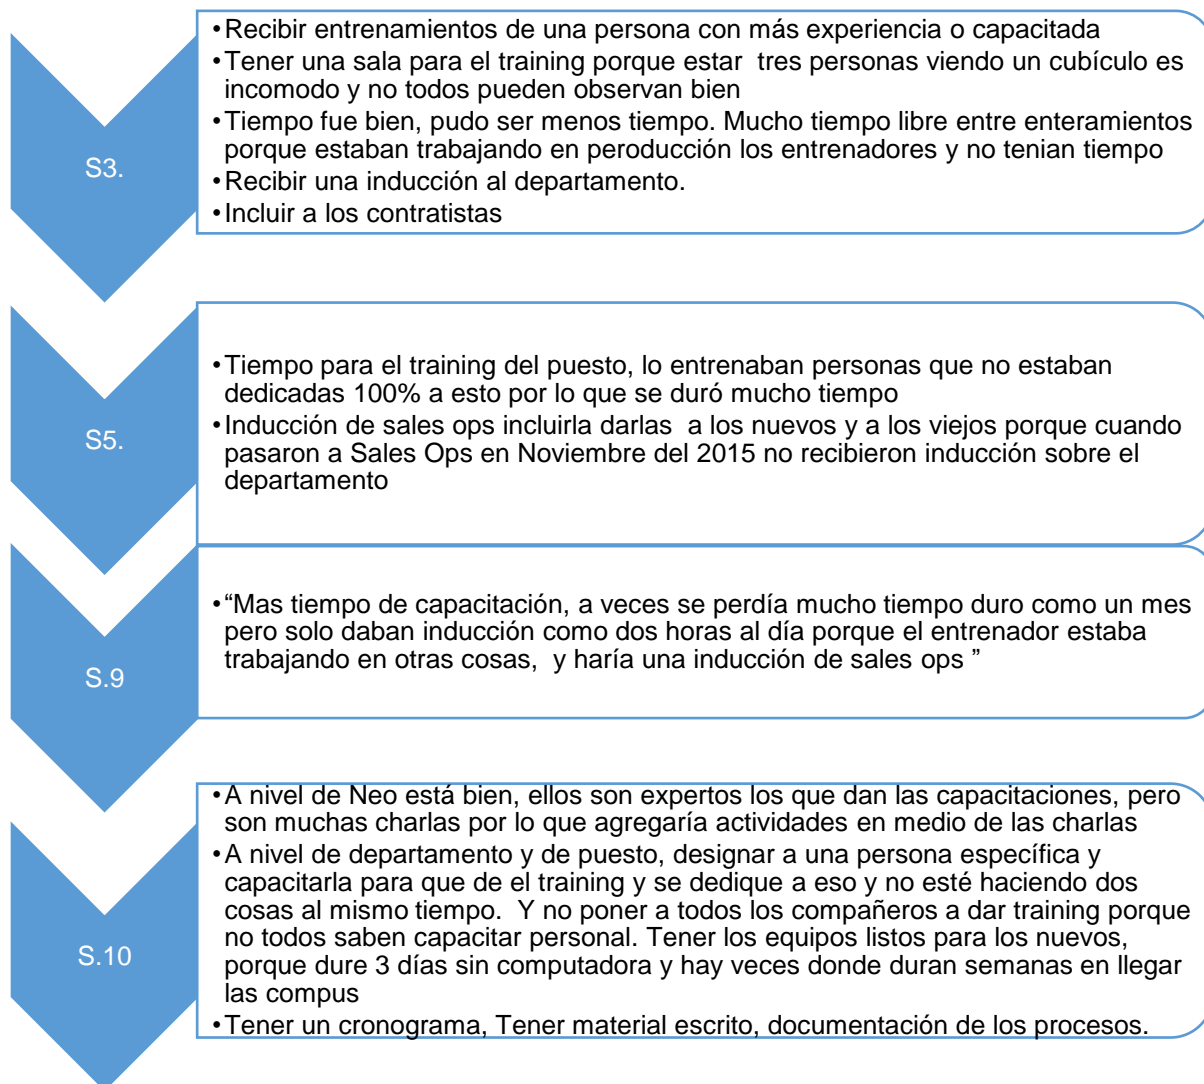 S3.
•Recibir entrenamientos de una persona con más experiencia o capacitada
•Tener una sala para el training porque estar  tres personas viendo un cubículo es
incomodo y no todos pueden observan bien
•Tiempo fue bien, pudo ser menos tiempo. Mucho tiempo libre entre enteramientos
porque estaban trabajando en peroducción los entrenadores y no tenian tiempo
•Recibir una inducción al departamento.
•Incluir a los contratistas
S5.
•Tiempo para el training del puesto, lo entrenaban personas que no estaban
dedicadas 100% a esto por lo que se duró mucho tiempo
•Inducción de sales ops incluirla darlas  a los nuevos y a los viejos porque cuando
pasaron a Sales Ops en Noviembre del 2015 no recibieron inducción sobre el
departamento
S.9
•“Mas tiempo de capacitación, a veces se perdía mucho tiempo duro como un mes
pero solo daban inducción como dos horas al día porque el entrenador estaba
trabajando en otras cosas,  y haría una inducción de sales ops ”
S.10
•A nivel de Neo está bien, ellos son expertos los que dan las capacitaciones, pero
son muchas charlas por lo que agregaría actividades en medio de las charlas
•A nivel de departamento y de puesto, designar a una persona específica y
capacitarla para que de el training y se dedique a eso y no esté haciendo dos
cosas al mismo tiempo.  Y no poner a todos los compañeros a dar training porque
no todos saben capacitar personal. Tener los equipos listos para los nuevos,
porque dure 3 días sin computadora y hay veces donde duran semanas en llegar
las compus
•Tener un cronograma, Tener material escrito, documentación de los procesos.